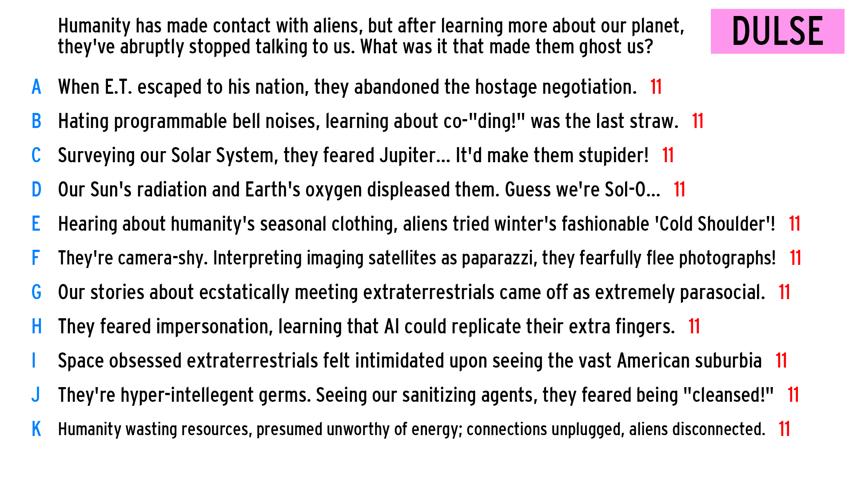 Humanity has made contact with aliens, but after learning more about our planet,
they've abruptly stopped talking to us. What was it that made them ghost us?
DULSE
A When E.T. escaped to his nation, they abandoned the hostage negotiation. 11
B Hating programmable bell noises, learning about co-"ding!" was the last straw. 11
C Surveying our Solar System, they feared Jupiter... It'd make them stupider! 11
D Our Sun's radiation and Earth's oxygen displeased them. Guess we're Sol-O... 11
E Hearing about humanity's seasonal clothing, aliens tried winter's fashionable 'Cold Shoulder'! 11
F They're camera-shy. Interpreting imaging satellites as paparazzi, they fearfully flee photographs! 11
G Our stories about ecstatically meeting extraterrestrials came off as extremely parasocial. 11
H They feared impersonation, learning that AI could replicate their extra fingers. 11
I Space obsessed extraterrestrials felt intimidated upon seeing the vast American suburbia 11
J They're hyper-intellegent germs. Seeing our sanitizing agents, they feared being "cleansed!" 11
K Humanity wasting resources, presumed unworthy of energy; connections unplugged, aliens disconnected. 11